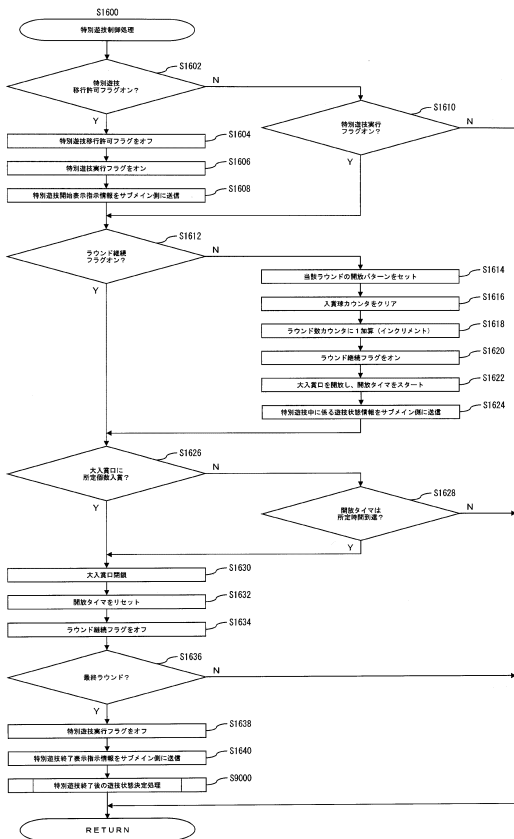 S1600
特別遊技制御処理
S1602
特別遊技
移行許可フラグオン？
N
Y
S1604
特別遊技移行許可フラグをオフ
S1606
特別遊技実行フラグをオン
S1608
特別遊技開始表示指示情報をサブメイン側に送信
S1610
特別遊技実行
フラグオン？
N
Y
S1612
ラウンド継続
フラグオン？
N
Y
当該ラウンドの開放パターンをセット
S1614
入賞球カウンタをクリア
S1616
ラウンド数カウンタに１加算（インクリメント）
S1618
ラウンド継続フラグをオン
S1620
大入賞口を開放し、開放タイマをスタート
S1622
特別遊技中に係る遊技状態情報をサブメイン側に送信
S1624
S1626
大入賞口に
所定個数入賞？
N
Y
S1628
開放タイマは
所定時間到達？
N
Y
大入賞口閉鎖
S1630
開放タイマをリセット
S1632
ラウンド継続フラグをオフ
S1634
S1636
最終ラウンド？
N
Y
特別遊技実行フラグをオフ
S1638
特別遊技終了表示指示情報をサブメイン側に送信
S1640
特別遊技終了後の遊技状態決定処理
S9000
RETURN